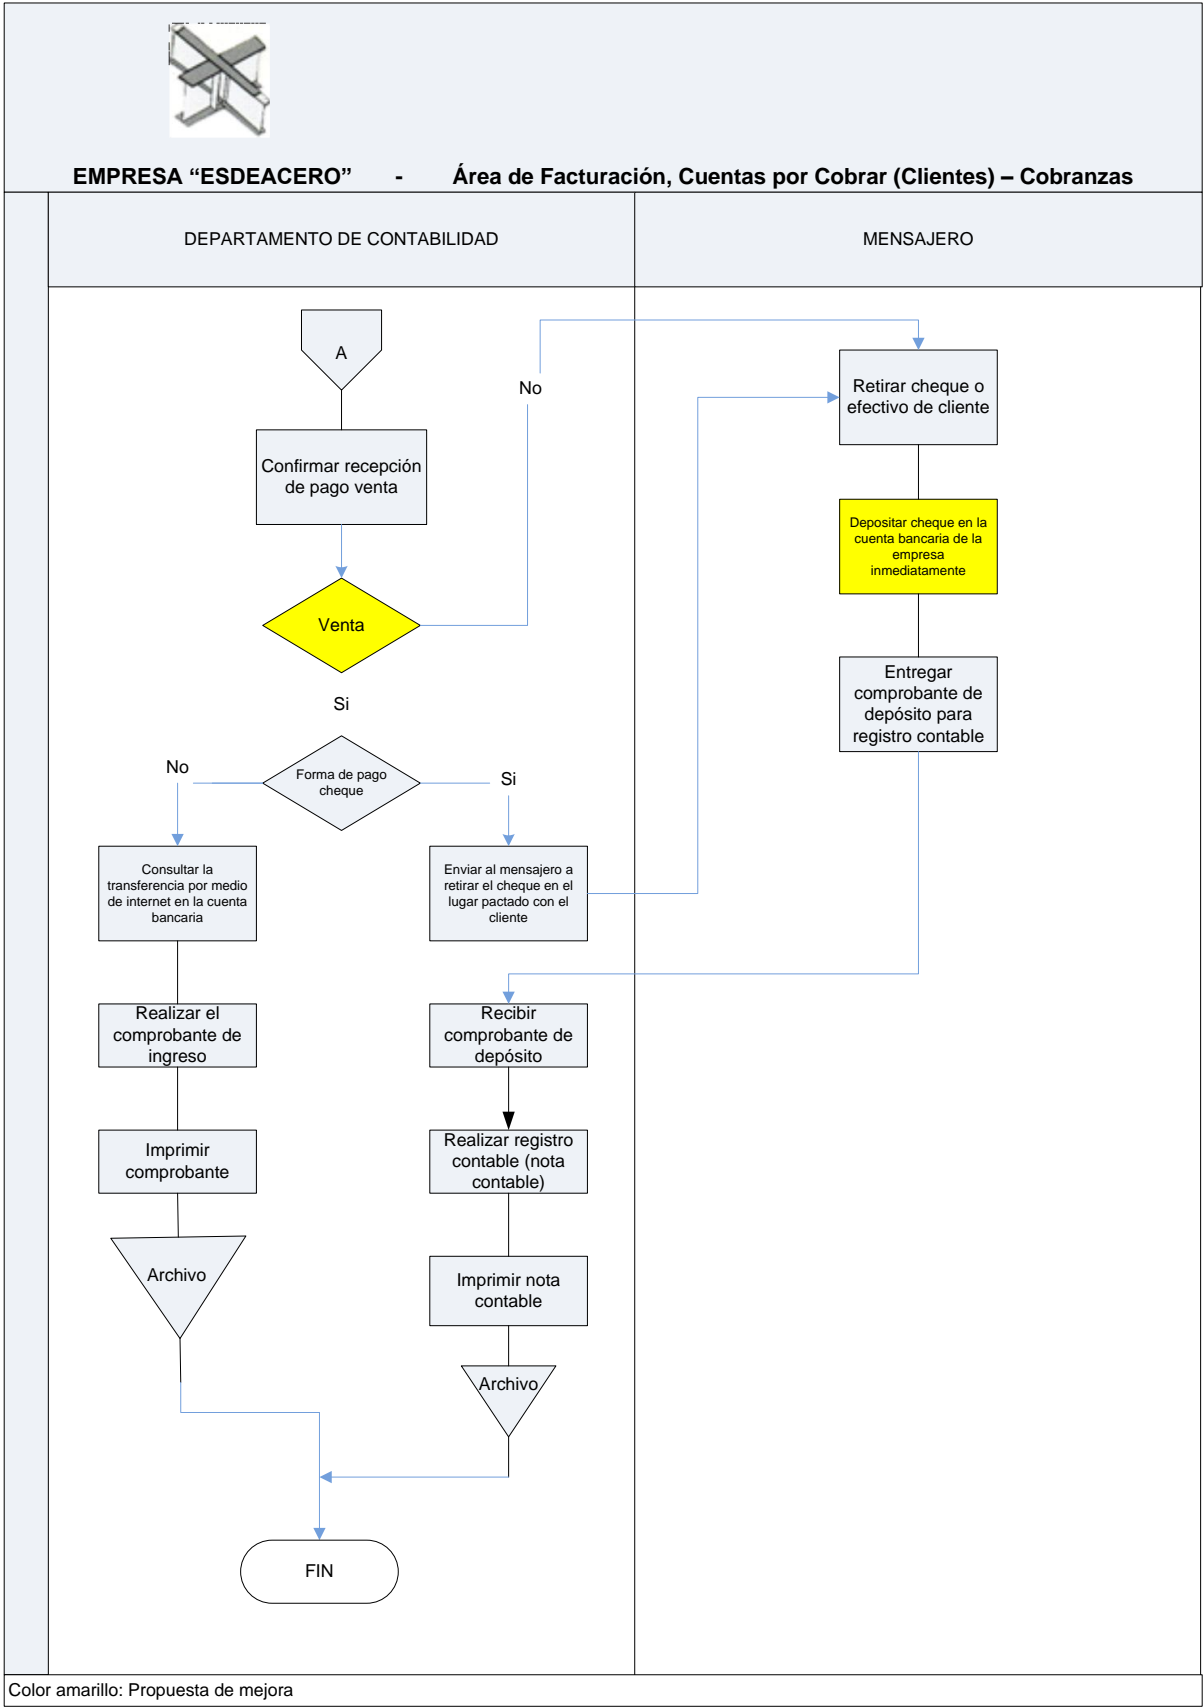 EMPRESA “ESDEACERO” - Área de Facturación, Cuentas por Cobrar (Clientes) – Cobranzas
DEPARTAMENTO DE CONTABILIDAD
MENSAJERO
A
No
Retirar cheque o
efectivo de cliente
Confirmar recepción
de pago venta
Depositar cheque en la
cuenta bancaria de la
empresa
inmediatamente
Venta
Entregar
comprobante de
depósito para
registro contable
Si
No
Forma de pago
cheque
Si
Consultar la
transferencia por medio
de internet en la cuenta
bancaria
Enviar al mensajero a
retirar el cheque en el
lugar pactado con el
cliente
Realizar el
comprobante de
ingreso
Recibir
comprobante de
depósito
Imprimir
comprobante
Realizar registro
contable (nota
contable)
Archivo
Imprimir nota
contable
Archivo
FIN
Color amarillo: Propuesta de mejora